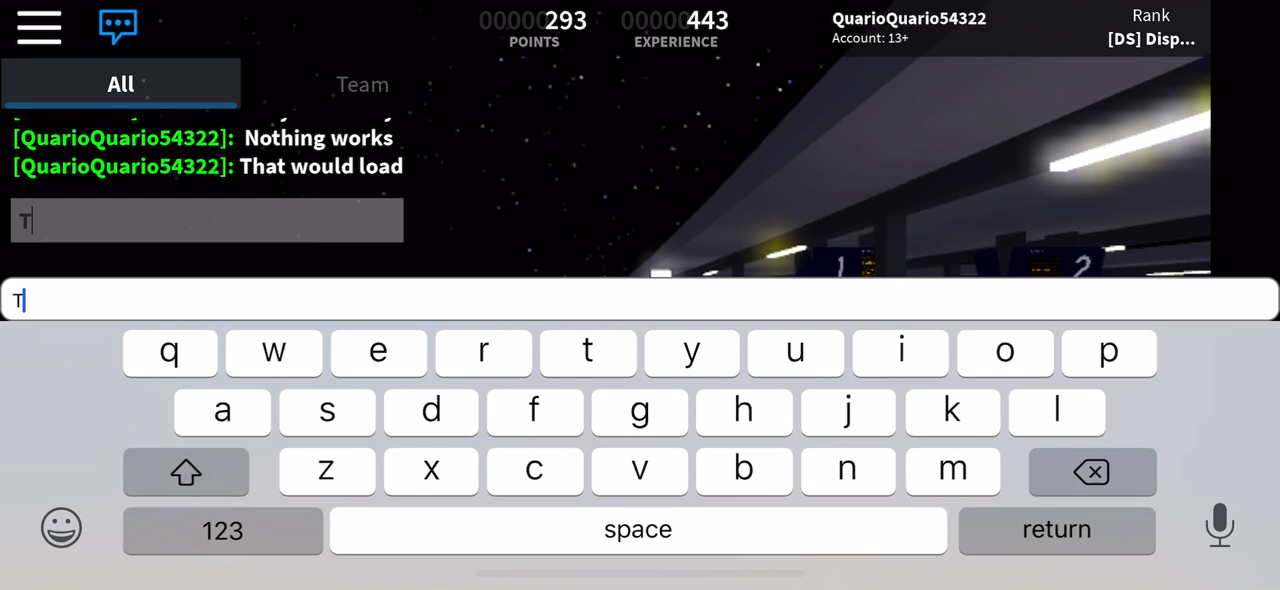 00000293
POINTS
00000443
EXPERIENCE
QuarioQuario54322
Account: 13+
Rank
[DS] Disp...
All
Team
[QuarioQuario54322]: Nothing works
[QuarioQuario54322]: That would load
T
1
2
T
q w e r t y u i o p
a s d f g h j k l
z x c v b n m
123
space
return